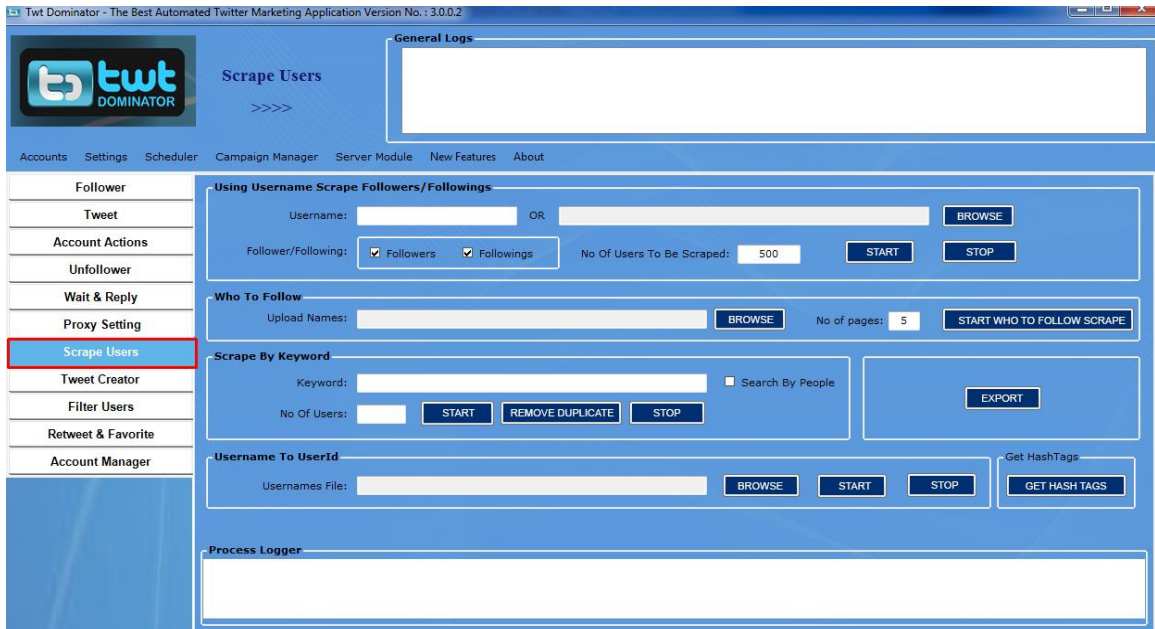 Twt Dominator - The Best Automated Twitter Marketing Application Version No. : 3.0.0.2
General Logs
twt
DOMINATOR
Scrape Users
>>>>
Accounts Settings Scheduler Campaign Manager Server Module New Features About
Follower
Tweet
Account Actions
Unfollower
Wait & Reply
Proxy Setting
Scrape Users
Tweet Creator
Filter Users
Retweet & Favorite
Account Manager
Using Username Scrape Followers/Followings
Username: OR BROWSE
Follower/Following: Followers Followings No Of Users To Be Scraped: 500 START STOP
Who To Follow
Upload Names: BROWSE No of pages: 5 START WHO TO FOLLOW SCRAPE
Scrape By Keyword
Keyword: Search By People
No Of Users: START REMOVE DUPLICATE STOP
EXPORT
Username To UserId
Usernames File: BROWSE START STOP
Get HashTags
GET HASH TAGS
Process Logger